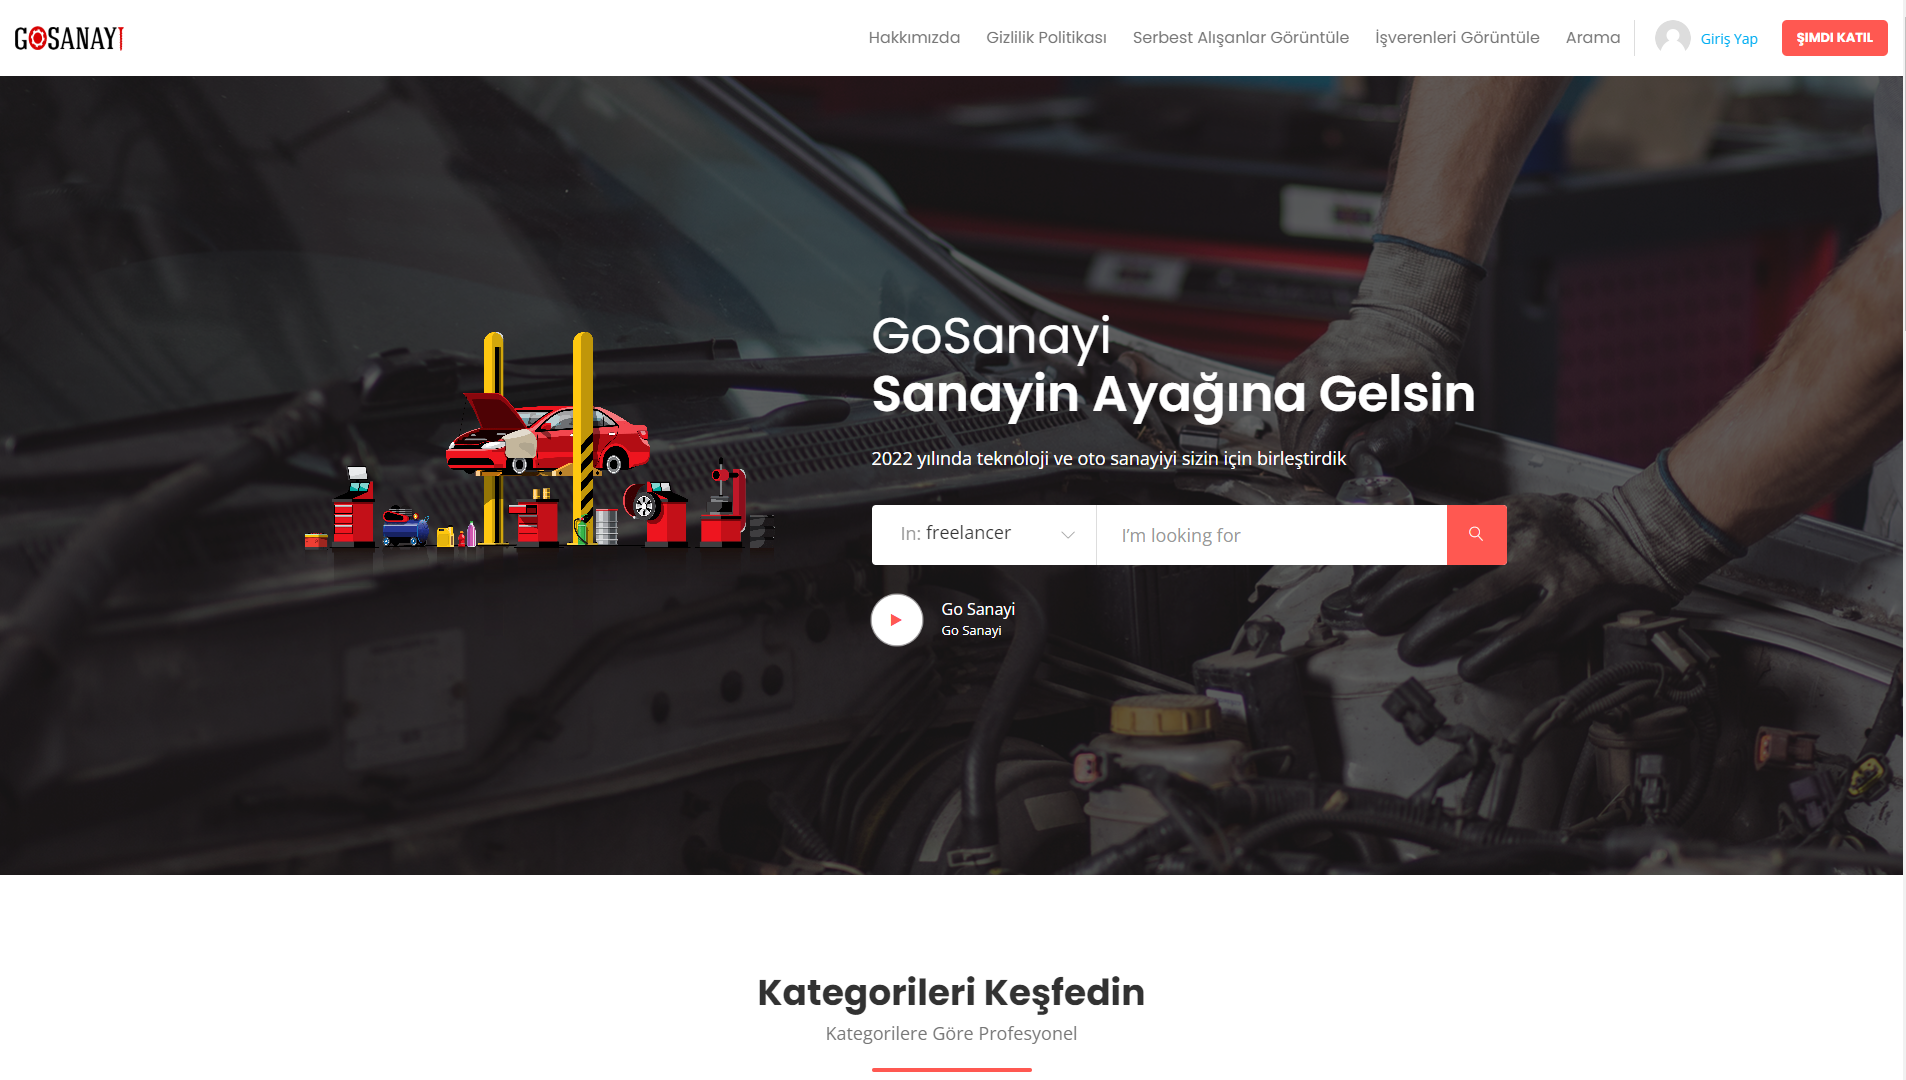 GOSANAYI
Hakkımızda
Gizlilik Politikası
Serbest Alışanlar Görüntüle
İşverenleri Görüntüle
Arama
Giriş Yap
ŞIMDI KATIL
GoSanayi
Sanayin Ayağına Gelsin
2022 yılında teknoloji ve oto sanayiyi sizin için birleştirdik
In: freelancer
I’m looking for
Go Sanayi
Go Sanayi
Kategorileri Keşfedin
Kategorilere Göre Profesyonel